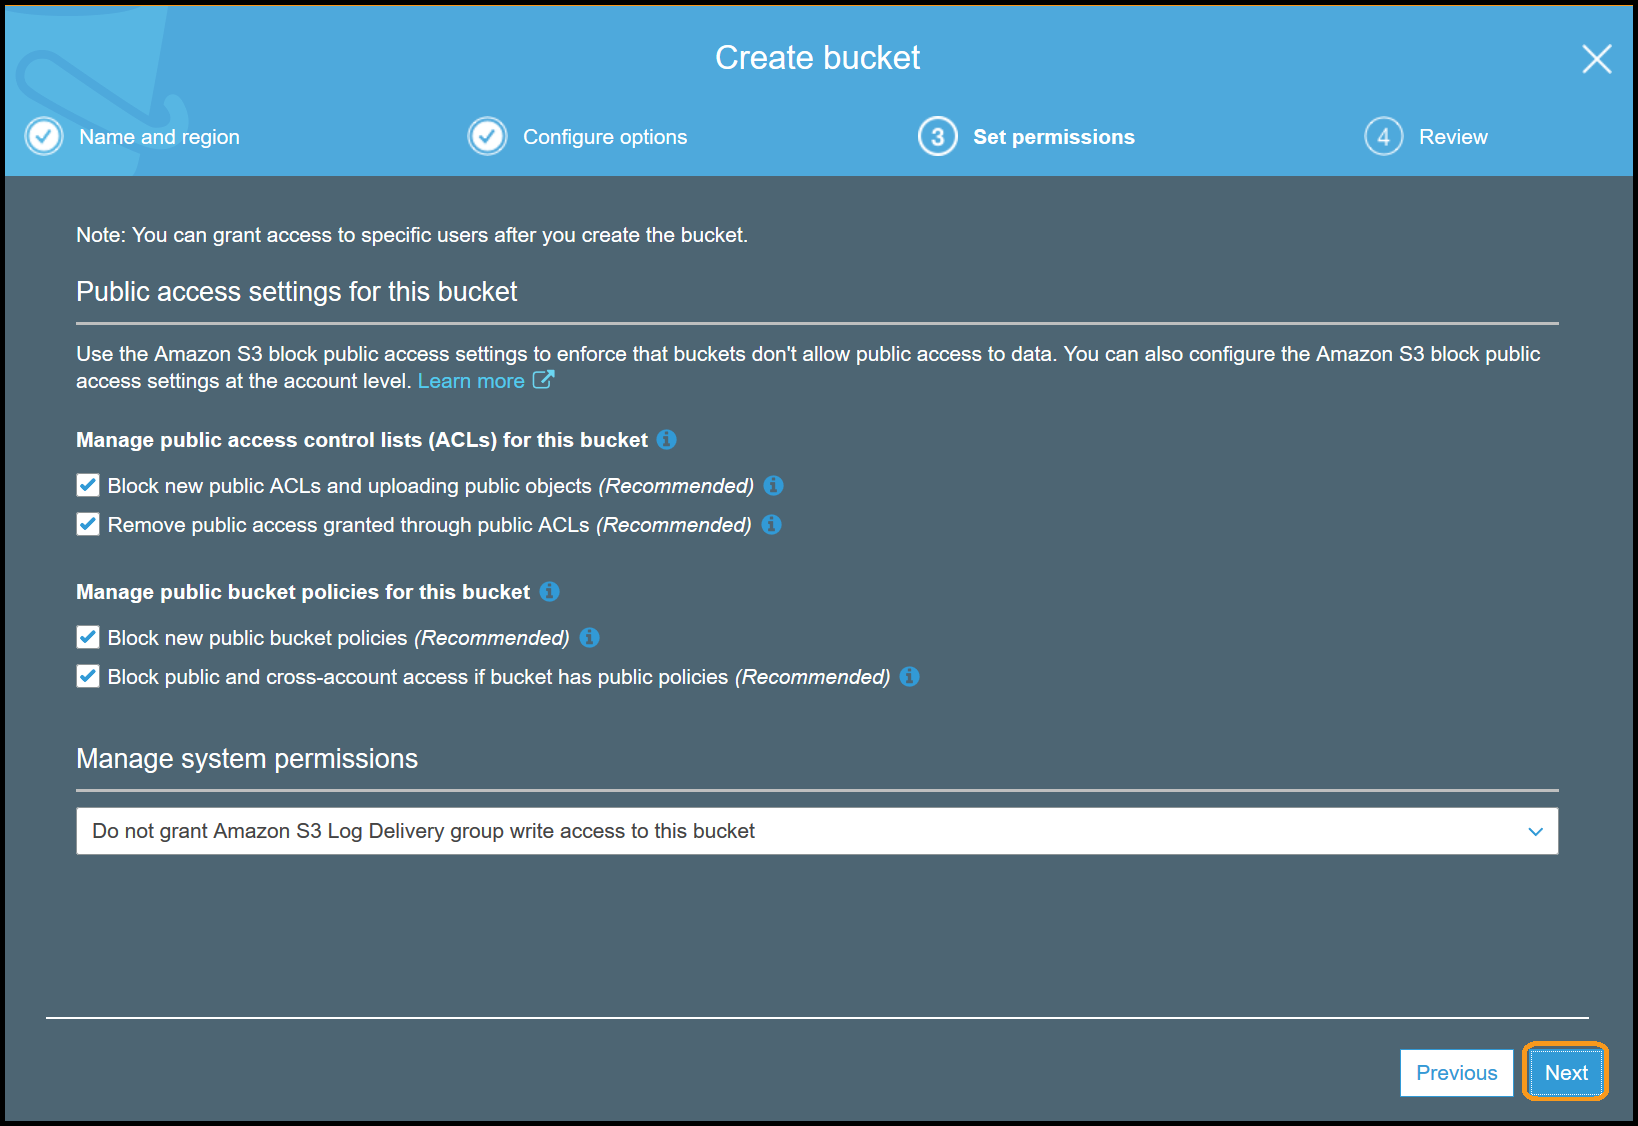 Create bucket
Name and region
Configure options
3 Set permissions
4 Review
Note: You can grant access to specific users after you create the bucket.
Public access settings for this bucket
Use the Amazon S3 block public access settings to enforce that buckets don't allow public access to data. You can also configure the Amazon S3 block public
access settings at the account level. Learn more
Manage public access control lists (ACLs) for this bucket
Block new public ACLs and uploading public objects (Recommended)
Remove public access granted through public ACLs (Recommended)
Manage public bucket policies for this bucket
Block new public bucket policies (Recommended)
Block public and cross-account access if bucket has public policies (Recommended)
Manage system permissions
Do not grant Amazon S3 Log Delivery group write access to this bucket
Previous
Next